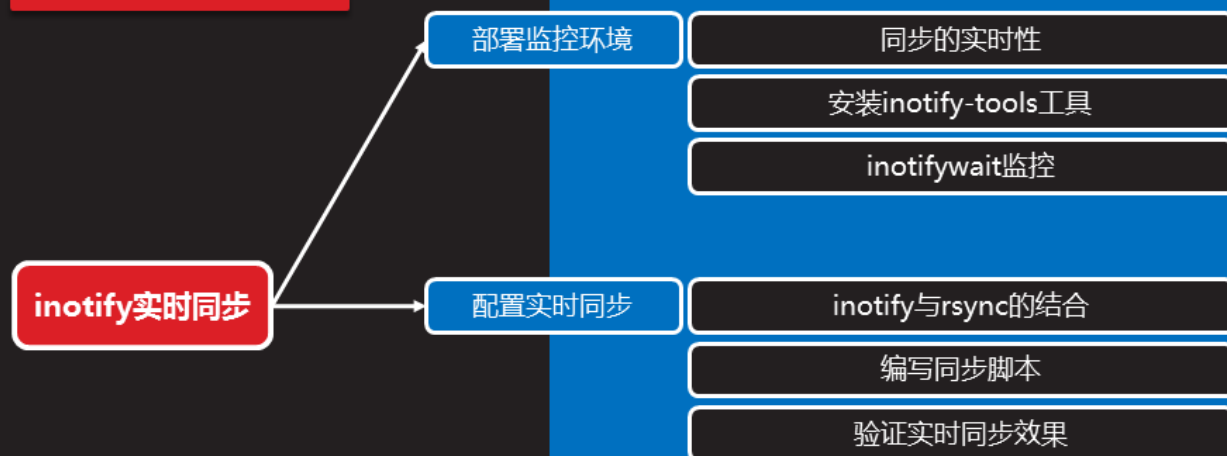 部署监控环境
同步的实时性
安装inotify-tools工具
inotifywait监控
inotify实时同步
配置实时同步
inotify与rsync的结合
编写同步脚本
验证实时同步效果